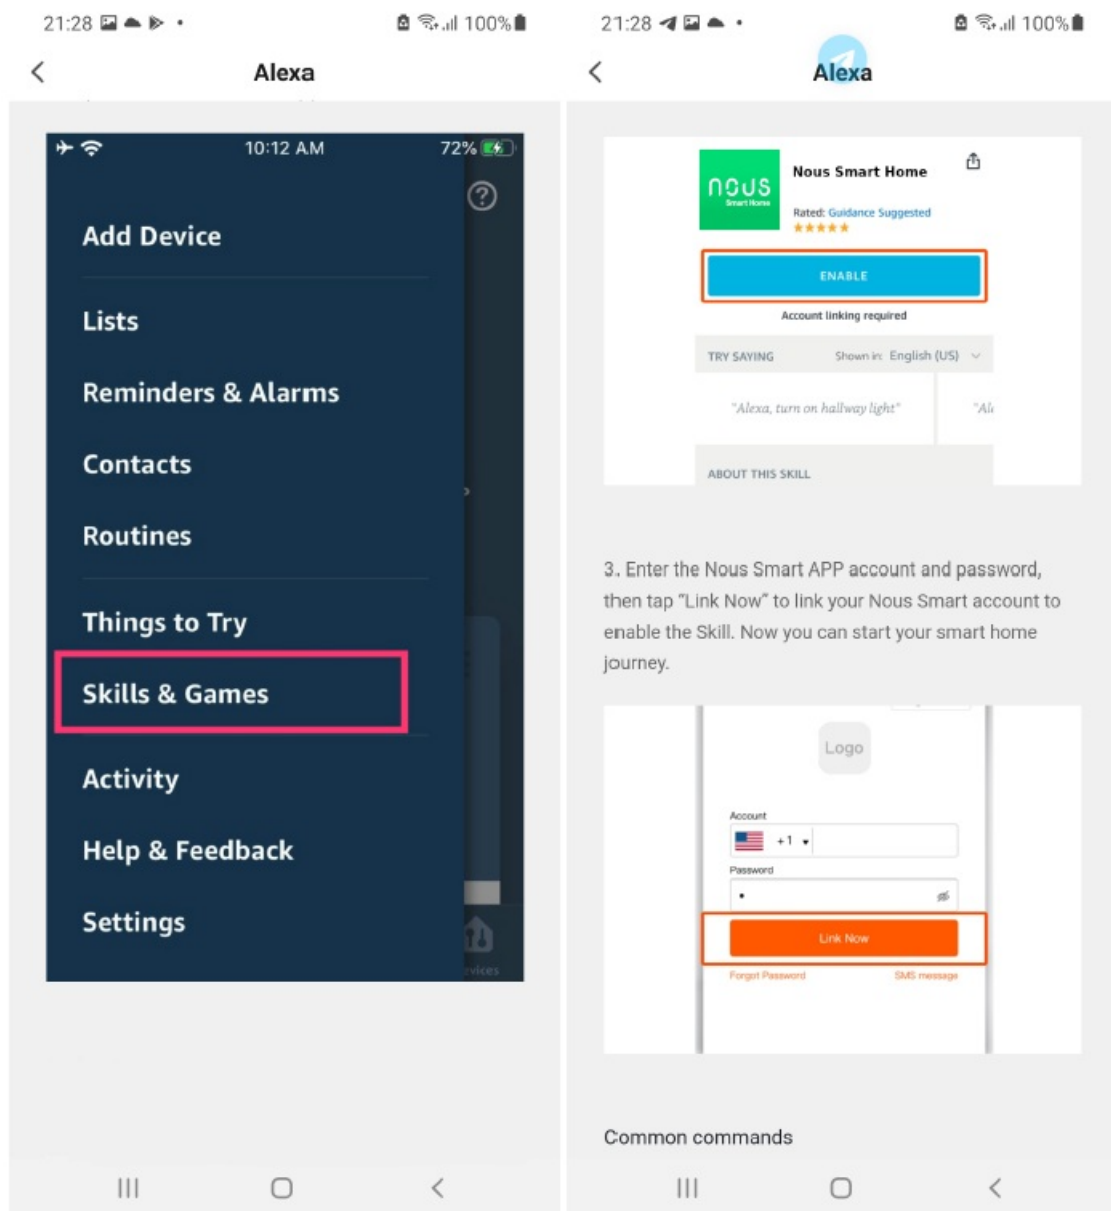 21:28
100%
Alexa
10:12 AM
72%
Add Device
Lists
Reminders & Alarms
Contacts
Routines
Things to Try
Skills & Games
Activity
Help & Feedback
Settings
21:28
100%
Alexa
nous
Smart Home
Nous Smart Home
Rated: Guidance Suggested
ENABLE
Account linking required
TRY SAYING
Shown in: English (US)
"Alexa, turn on hallway light"
"Al
ABOUT THIS SKILL
3. Enter the Nous Smart APP account and password,
then tap "Link Now" to link your Nous Smart account to
enable the Skill. Now you can start your smart home
journey.
Logo
Account
+1
Password
Link Now
Forgot Password
SMS message
Common commands